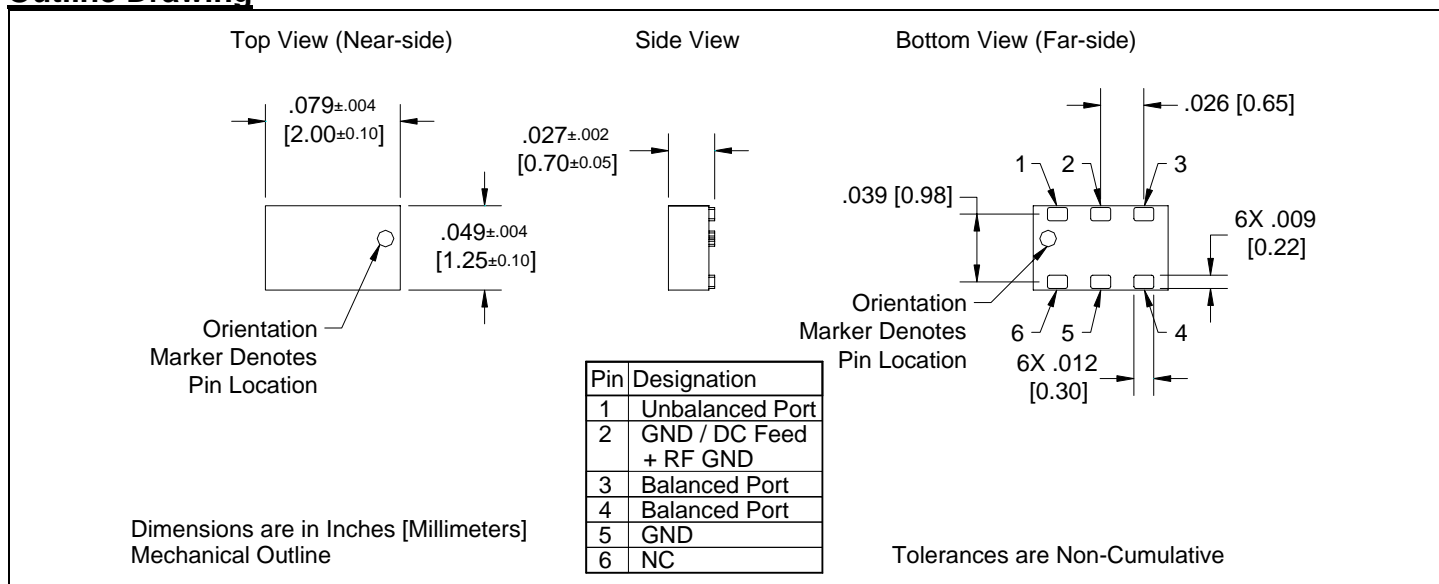 Outline Drawing
Top View (Near-side)
Side View
Bottom View (Far-side)
.079±.004
[2.00±0.10]
.027±.002
[0.70±0.05]
.026 [0.65]
1
2
3
.039 [0.98]
.049±.004
[1.25±0.10]
6X .009
[0.22]
Orientation
Marker Denotes
Pin Location
Orientation
Marker Denotes
Pin Location
6
5
4
6X .012
[0.30]
Pin Designation
1 Unbalanced Port
2 GND / DC Feed
+ RF GND
3 Balanced Port
4 Balanced Port
5 GND
6 NC
Dimensions are in Inches [Millimeters]
Mechanical Outline
Tolerances are Non-Cumulative